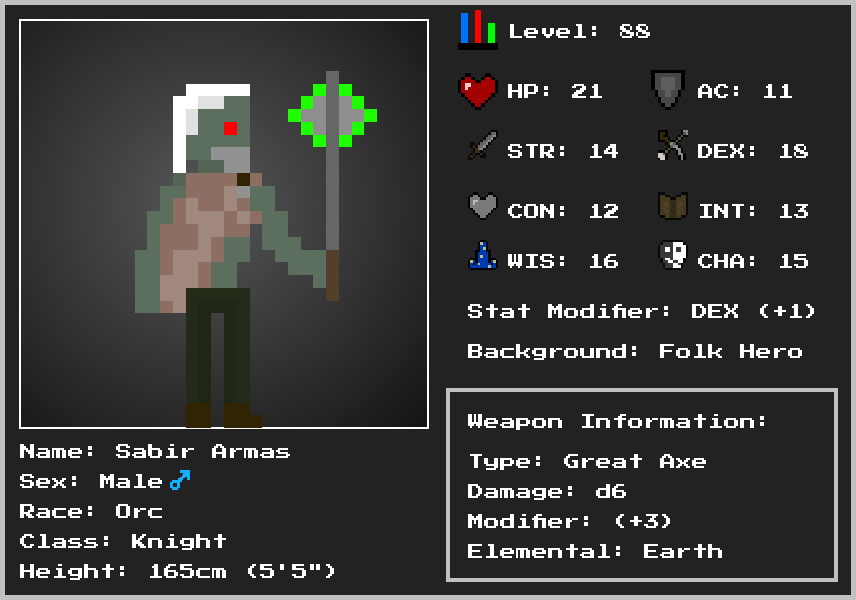 Level: 88
HP: 21 AC: 11
STR: 14 DEX: 18
CON: 12 INT: 13
WIS: 16 CHA: 15
Stat Modifier: DEX (+1)
Background: Folk Hero
Weapon Information:
Type: Great Axe
Damage: d6
Modifier: (+3)
Elemental: Earth
Name: Sabir Armas
Sex: Male♂
Race: Orc
Class: Knight
Height: 165cm (5'5")